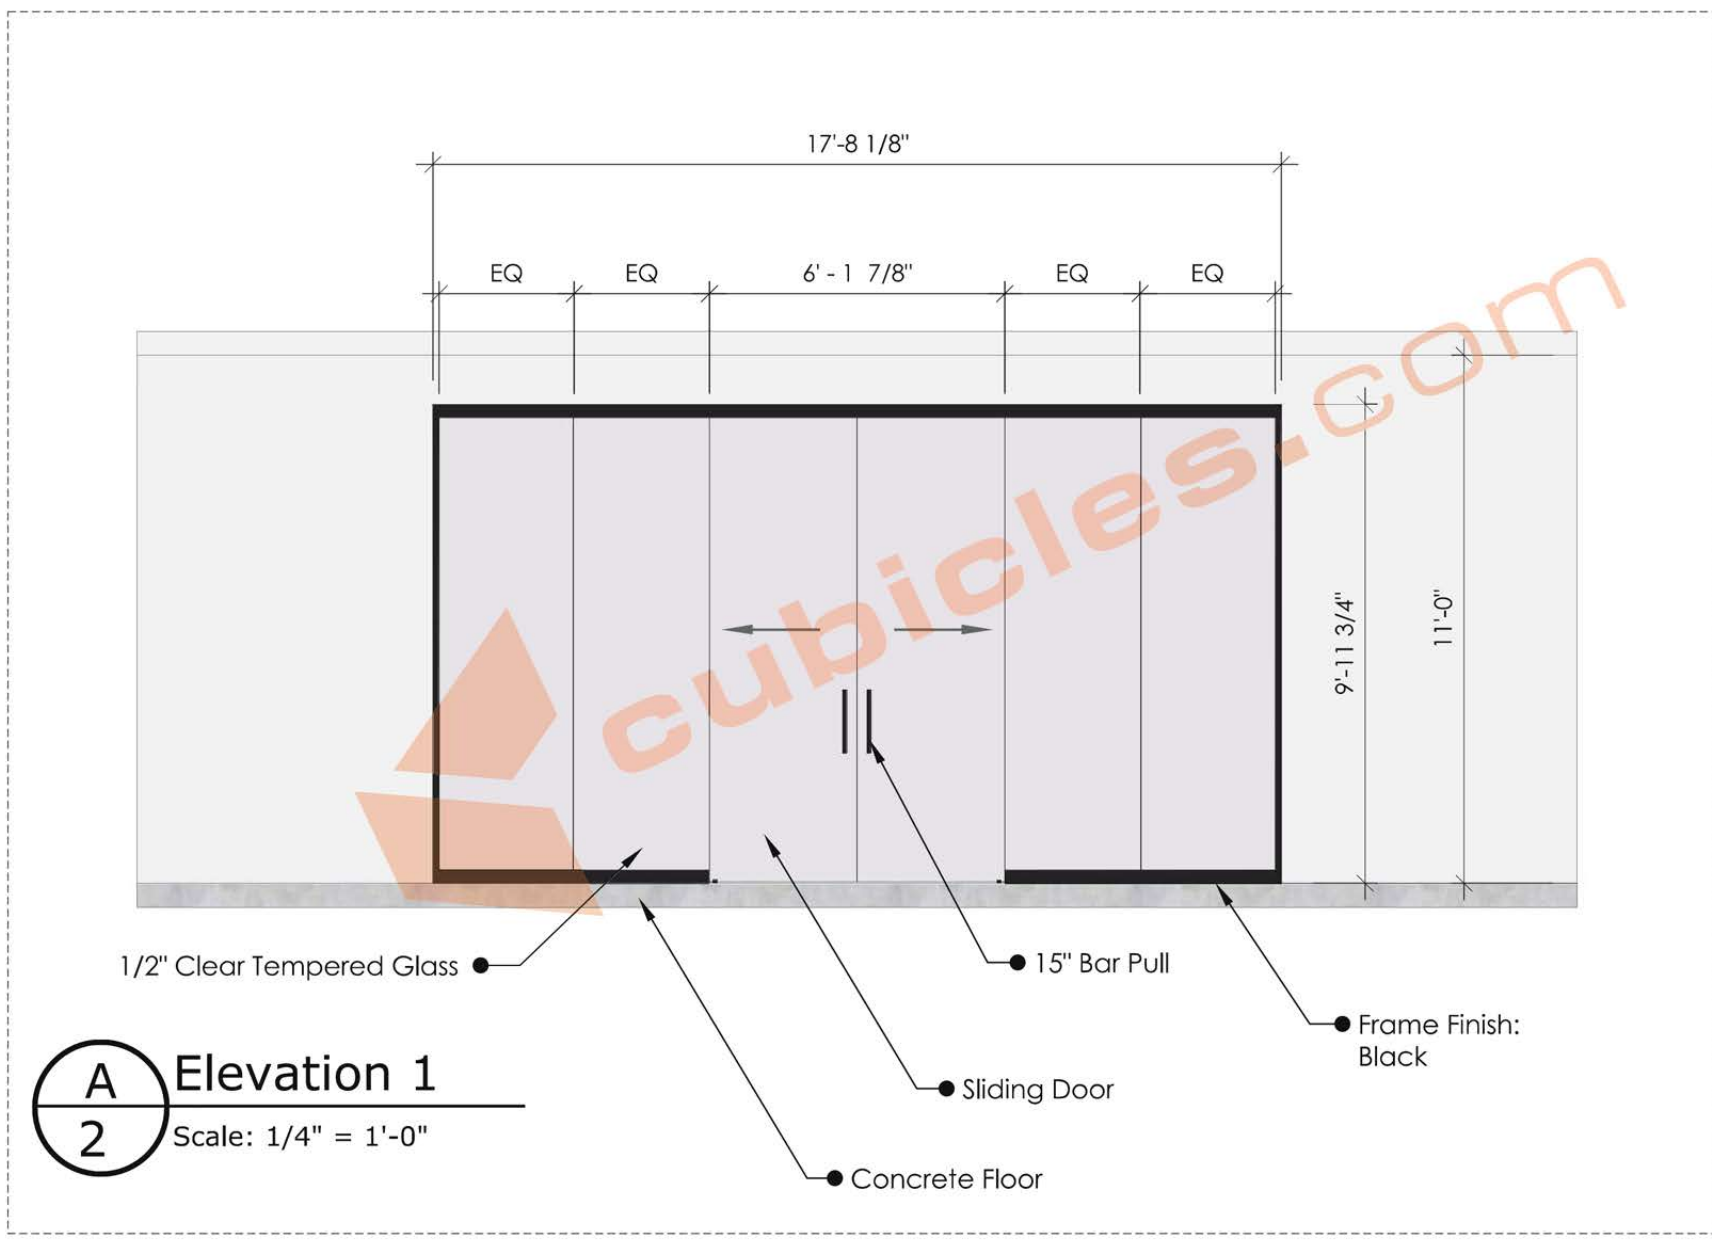 17'-8 1/8"
EQ EQ 6' - 1 7/8" EQ EQ
cubicles.com
9'-11 3/4"
11'-0"
1/2" Clear Tempered Glass
15" Bar Pull
Frame Finish:
Black
A
2
Elevation 1
Scale: 1/4" = 1'-0"
Sliding Door
Concrete Floor